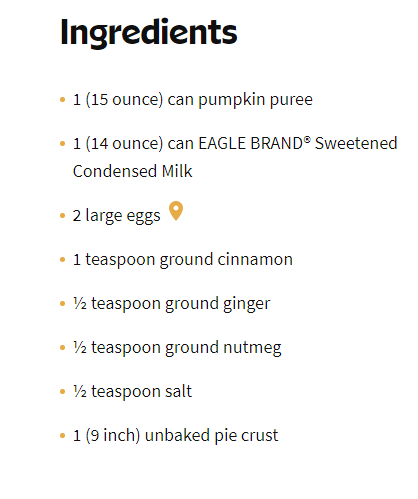 Ingredients
1 (15 ounce) can pumpkin puree
1 (14 ounce) can EAGLE BRAND® Sweetened
Condensed Milk
2 large eggs
1 teaspoon ground cinnamon
½ teaspoon ground ginger
½ teaspoon ground nutmeg
½ teaspoon salt
1 (9 inch) unbaked pie crust